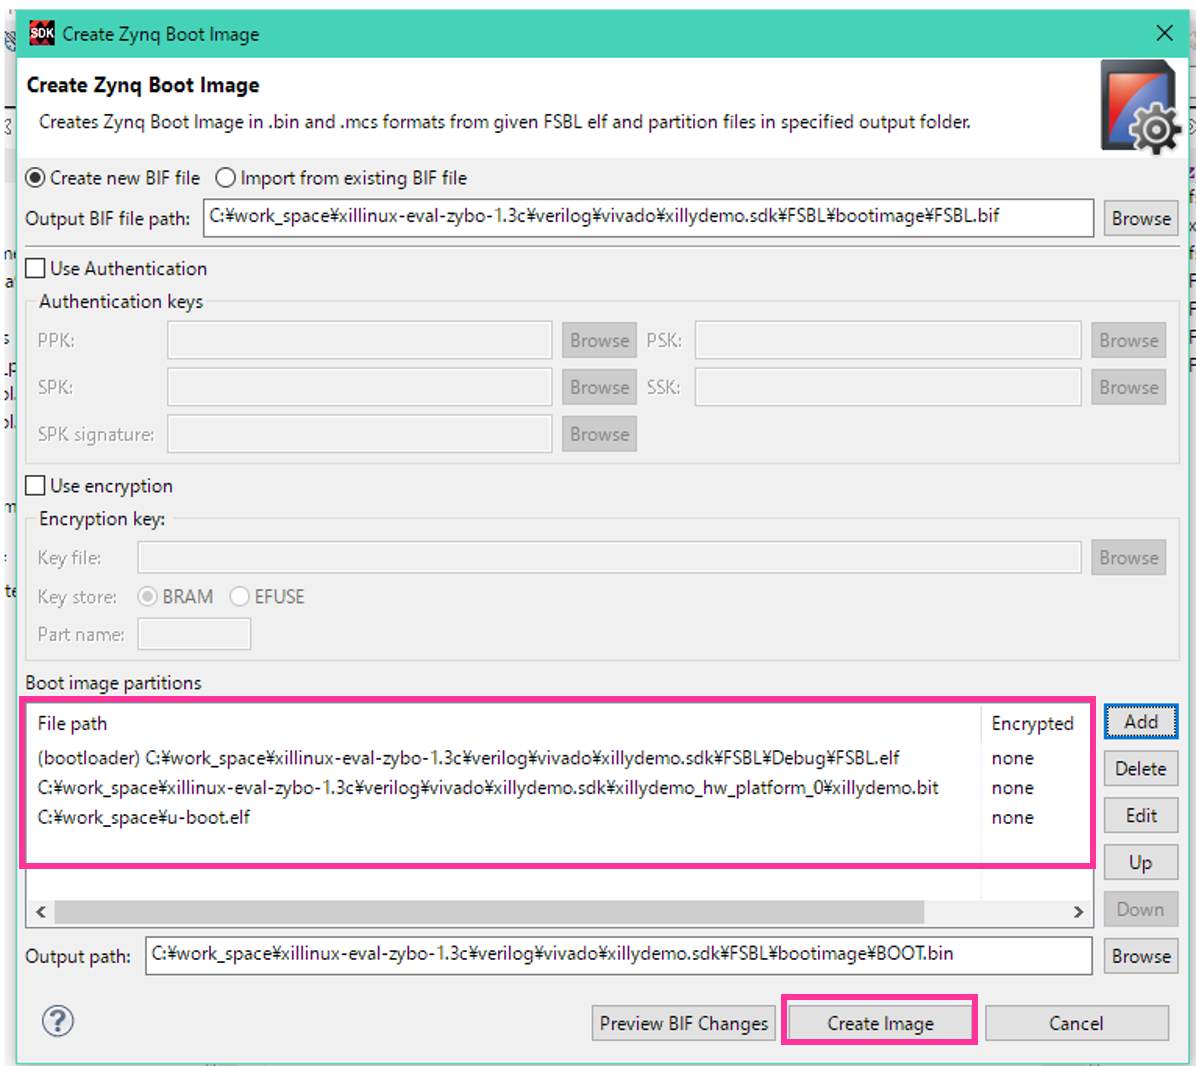 SDK Create Zynq Boot Image
Create Zynq Boot Image
Creates Zynq Boot Image in .bin and .mcs formats from given FSBL elf and partition files in specified output folder.
Create new BIF file Import from existing BIF file
Output BIF file path: C:¥work_space¥xillinux-eval-zybo-1.3c¥verilog¥vivado¥xillydemo.sdk¥FSBL¥bootimage¥FSBL.bif Browse
Use Authentication
Authentication keys
PPK: Browse PSK: Browse
SPK: Browse SSK: Browse
SPK signature: Browse
Use encryption
Encryption key:
Key file: Browse
Key store: BRAM EFUSE
Part name:
Boot image partitions
File path Encrypted Add
(bootloader) C:¥work_space¥xillinux-eval-zybo-1.3c¥verilog¥vivado¥xillydemo.sdk¥FSBL¥Debug¥FSBL.elf none Delete
C:¥work_space¥xillinux-eval-zybo-1.3c¥verilog¥vivado¥xillydemo.sdk¥xillydemo_hw_platform_0¥xillydemo.bit none
C:¥work_space¥u-boot.elf none Edit
Up
Down
Output path: C:¥work_space¥xillinux-eval-zybo-1.3c¥verilog¥vivado¥xillydemo.sdk¥FSBL¥bootimage¥BOOT.bin Browse
? Preview BIF Changes Create Image Cancel